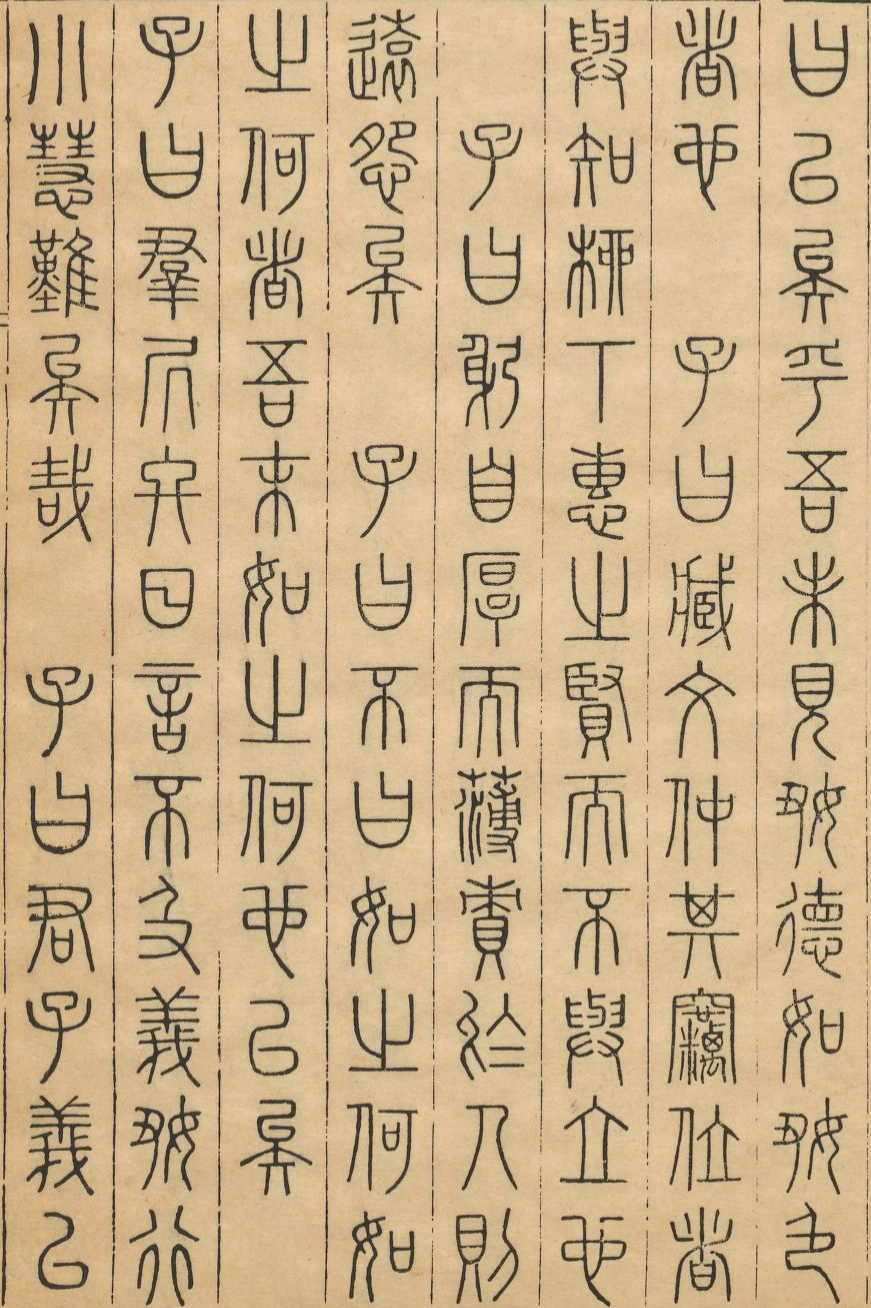 曰已矣乎吾未見好德如好色
者也　子曰臧文仲其竊位者
與知柳下惠之賢而不與立也
子曰躬自厚而薄責於人則
遠怨矣　子曰不曰如之何如
之何者吾末如之何也已矣
子曰羣居終日言不及義好行
小慧難矣哉　子曰君子義以